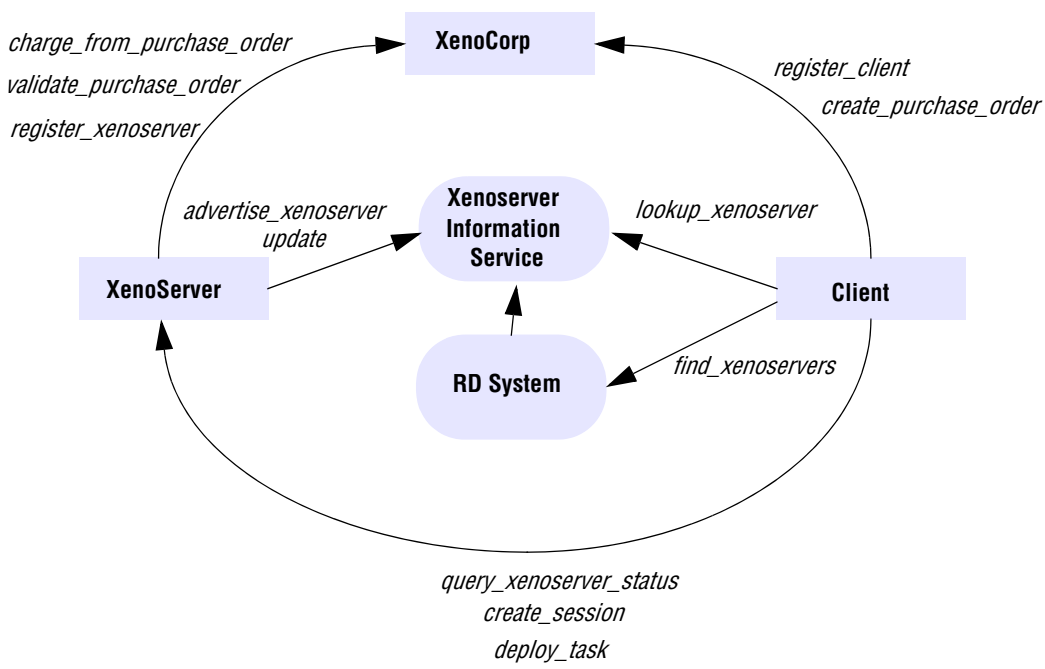 charge_from_purchase_order
validate_purchase_order
register_xenoserver
XenoCorp
register_client
create_purchase_order
advertise_xenoserver
update
Xenoserver
Information
Service
lookup_xenoserver
XenoServer
Client
RD System
find_xenoservers
query_xenoserver_status
create_session
deploy_task